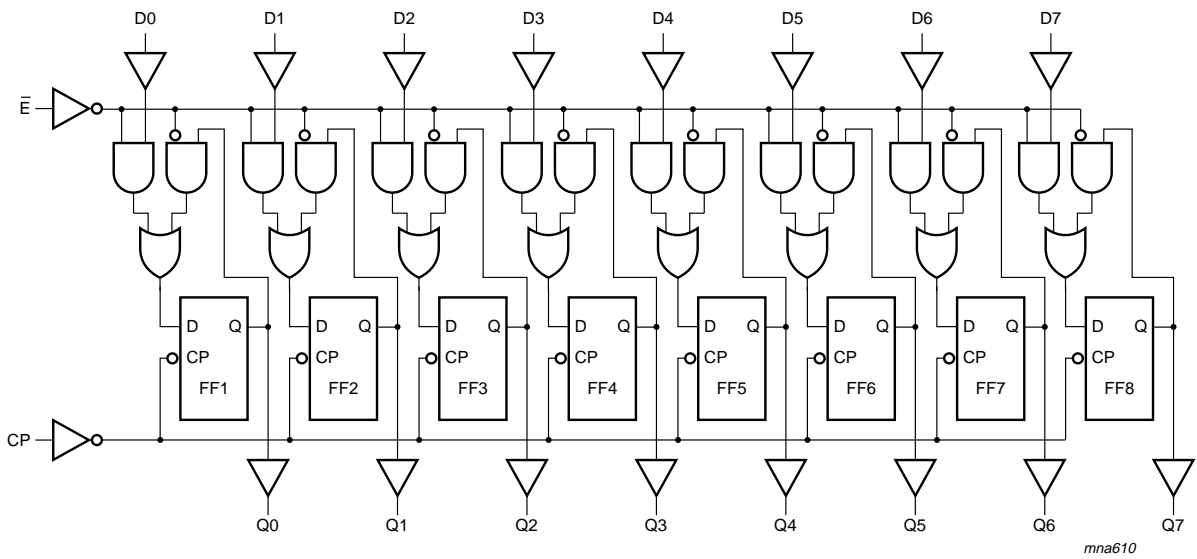 D0 D1 D2 D3 D4 D5 D6 D7
E̅
D Q D Q D Q D Q D Q D Q D Q D Q
CP CP CP CP CP CP CP CP
FF1 FF2 FF3 FF4 FF5 FF6 FF7 FF8
CP
Q0 Q1 Q2 Q3 Q4 Q5 Q6 Q7
mna610